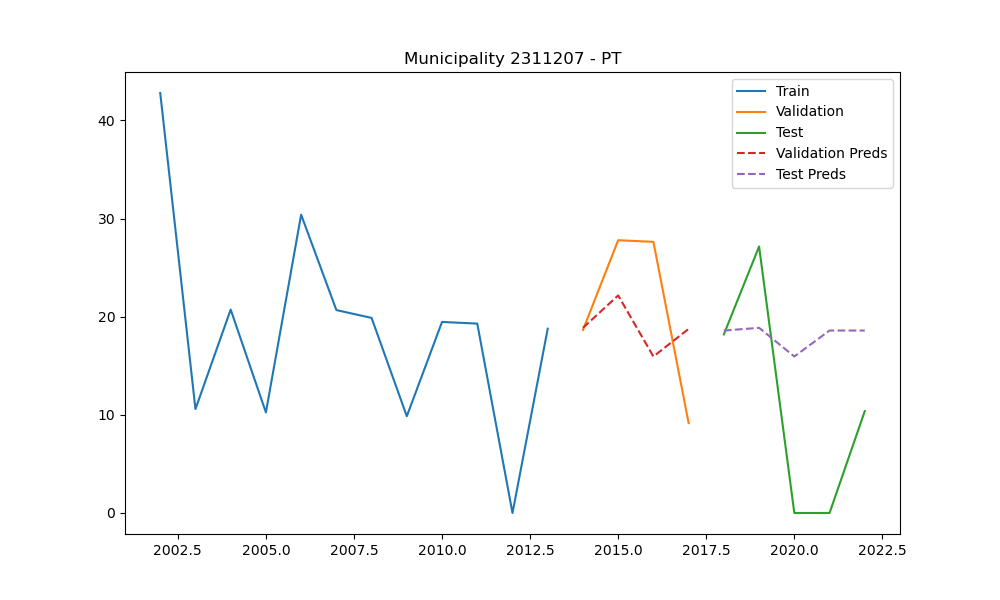 Municipality 2311207 - PT
Train
Validation
Test
Validation Preds
Test Preds
40
30
20
10
0
2002.5 2005.0 2007.5 2010.0 2012.5 2015.0 2017.5 2020.0 2022.5